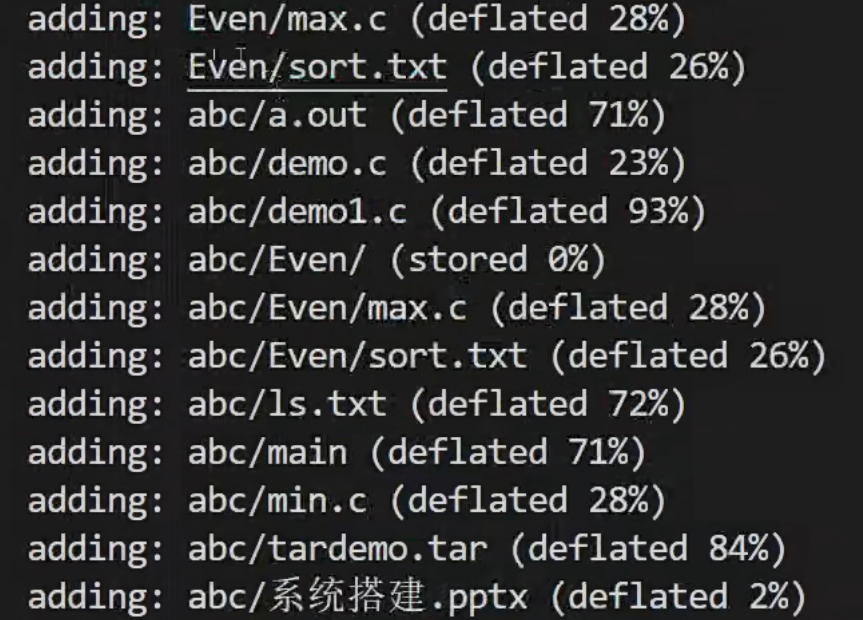 adding: Even/max.c (deflated 28%)
adding: Even/sort.txt (deflated 26%)
adding: abc/a.out (deflated 71%)
adding: abc/demo.c (deflated 23%)
adding: abc/demo1.c (deflated 93%)
adding: abc/Even/ (stored 0%)
adding: abc/Even/max.c (deflated 28%)
adding: abc/Even/sort.txt (deflated 26%)
adding: abc/ls.txt (deflated 72%)
adding: abc/main (deflated 71%)
adding: abc/min.c (deflated 28%)
adding: abc/tardemo.tar (deflated 84%)
adding: abc/系统搭建.pptx (deflated 2%)